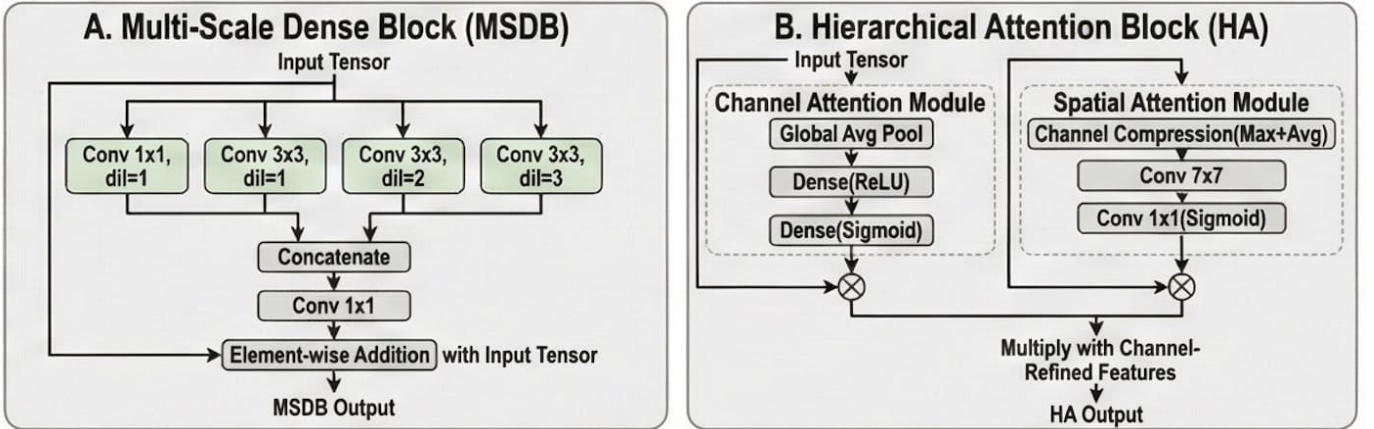 A. Multi-Scale Dense Block (MSDB)
Input Tensor
Conv 1x1,
dil=1
Conv 3x3,
dil=1
Conv 3x3,
dil=2
Conv 3x3,
dil=3
Concatenate
Conv 1x1
Element-wise Addition with Input Tensor
MSDB Output
B. Hierarchical Attention Block (HA)
Input Tensor
Channel Attention Module
Global Avg Pool
Dense(ReLU)
Dense(Sigmoid)
Spatial Attention Module
Channel Compression(Max+Avg)
Conv 7x7
Conv 1x1(Sigmoid)
Multiply with Channel-
Refined Features
HA Output